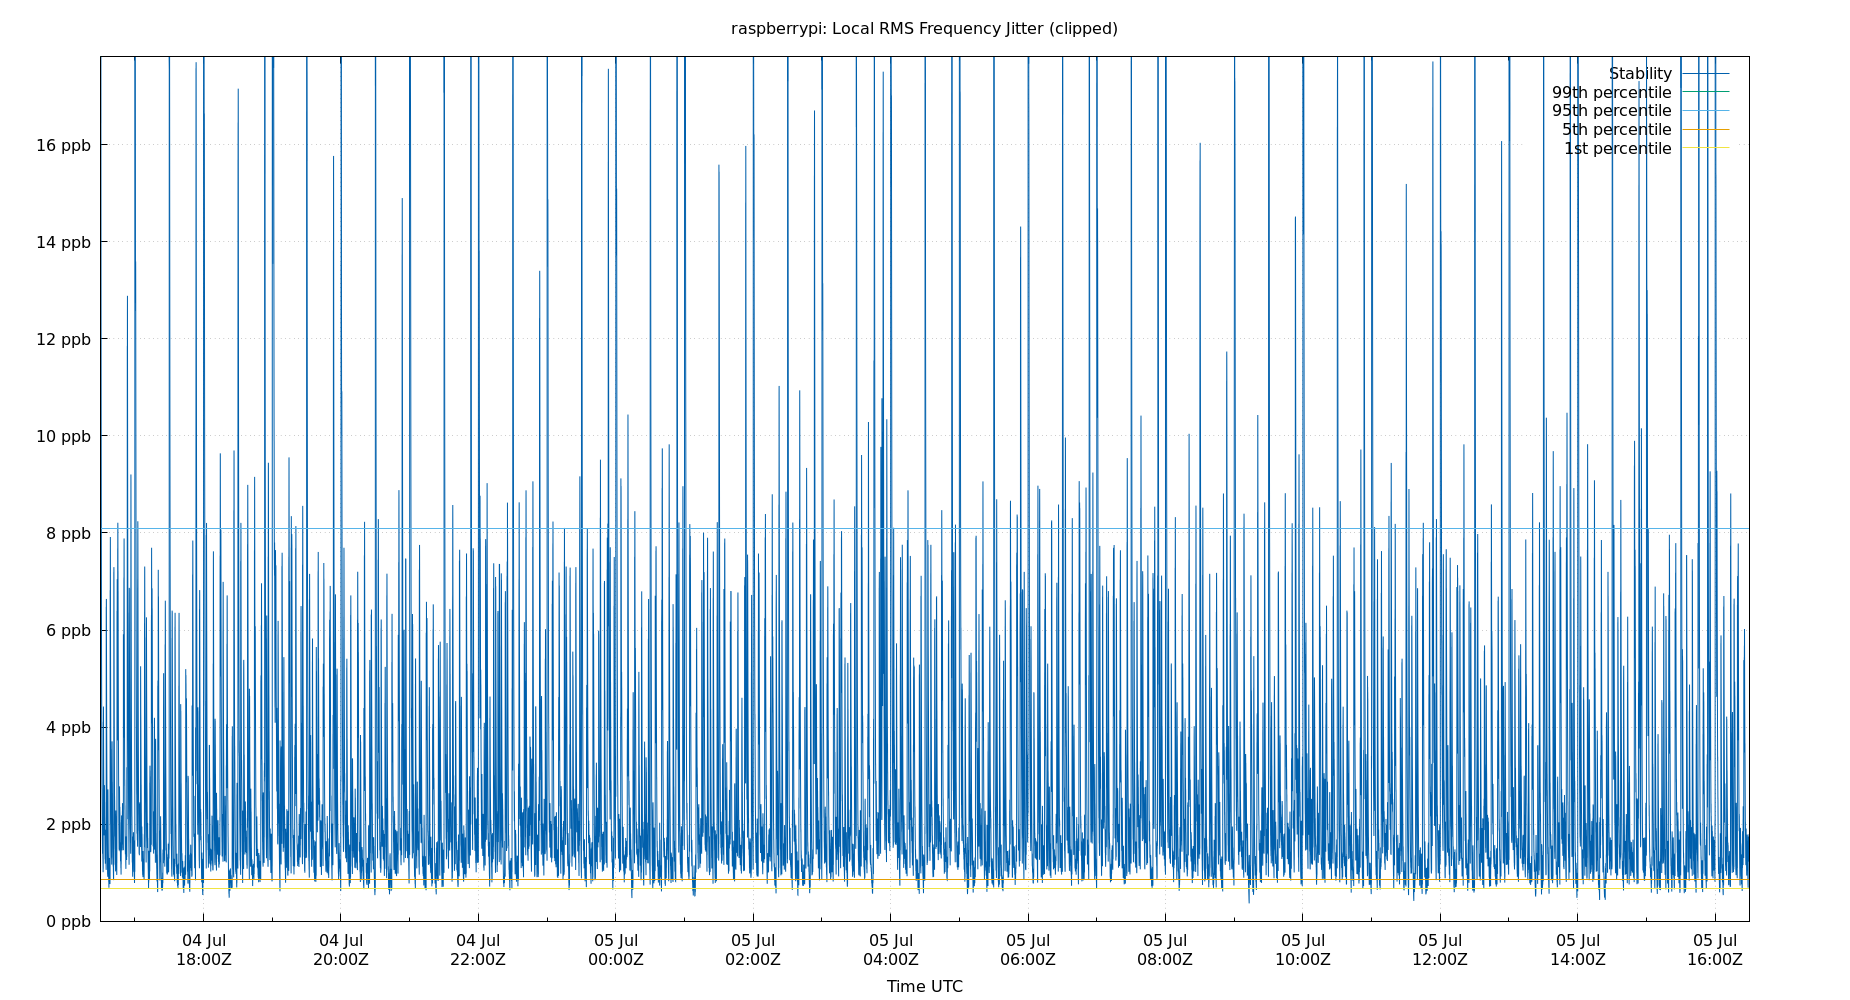 raspberrypi: Local RMS Frequency Jitter (clipped)
Stability
99th percentile
95th percentile
5th percentile
1st percentile
16 ppb
14 ppb
12 ppb
10 ppb
8 ppb
6 ppb
4 ppb
2 ppb
0 ppb
04 Jul 04 Jul 04 Jul 05 Jul 05 Jul 05 Jul 05 Jul 05 Jul 05 Jul 05 Jul 05 Jul 05 Jul
18:00Z 20:00Z 22:00Z 00:00Z 02:00Z 04:00Z 06:00Z 08:00Z 10:00Z 12:00Z 14:00Z 16:00Z
Time UTC